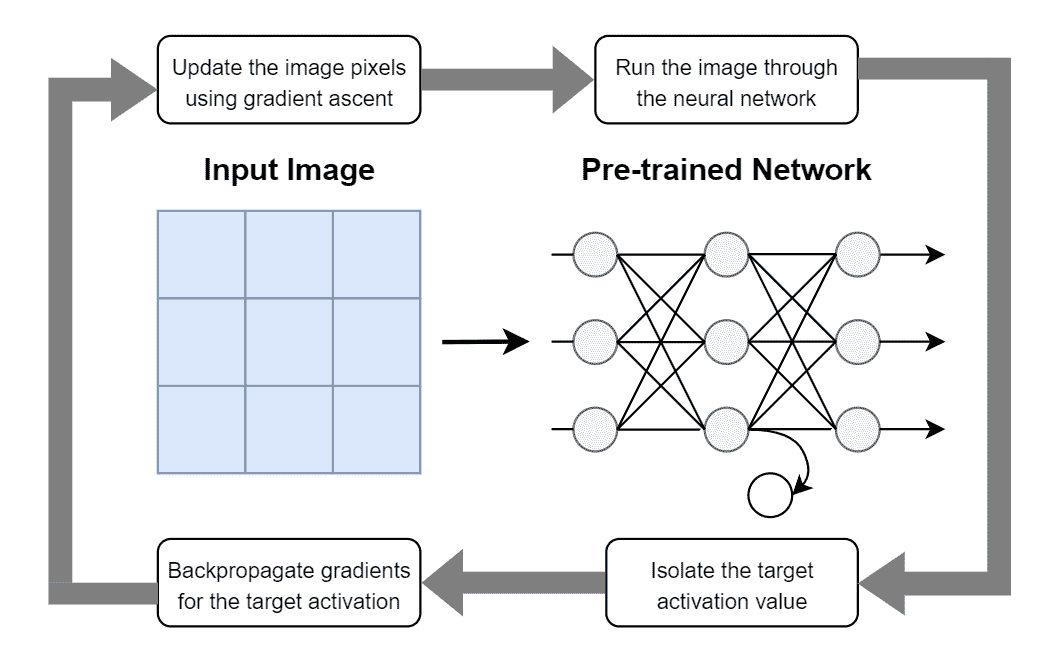 Update the image pixels
using gradient ascent
Run the image through
the neural network
Input Image
Pre-trained Network
Backpropagate gradients
for the target activation
Isolate the target
activation value